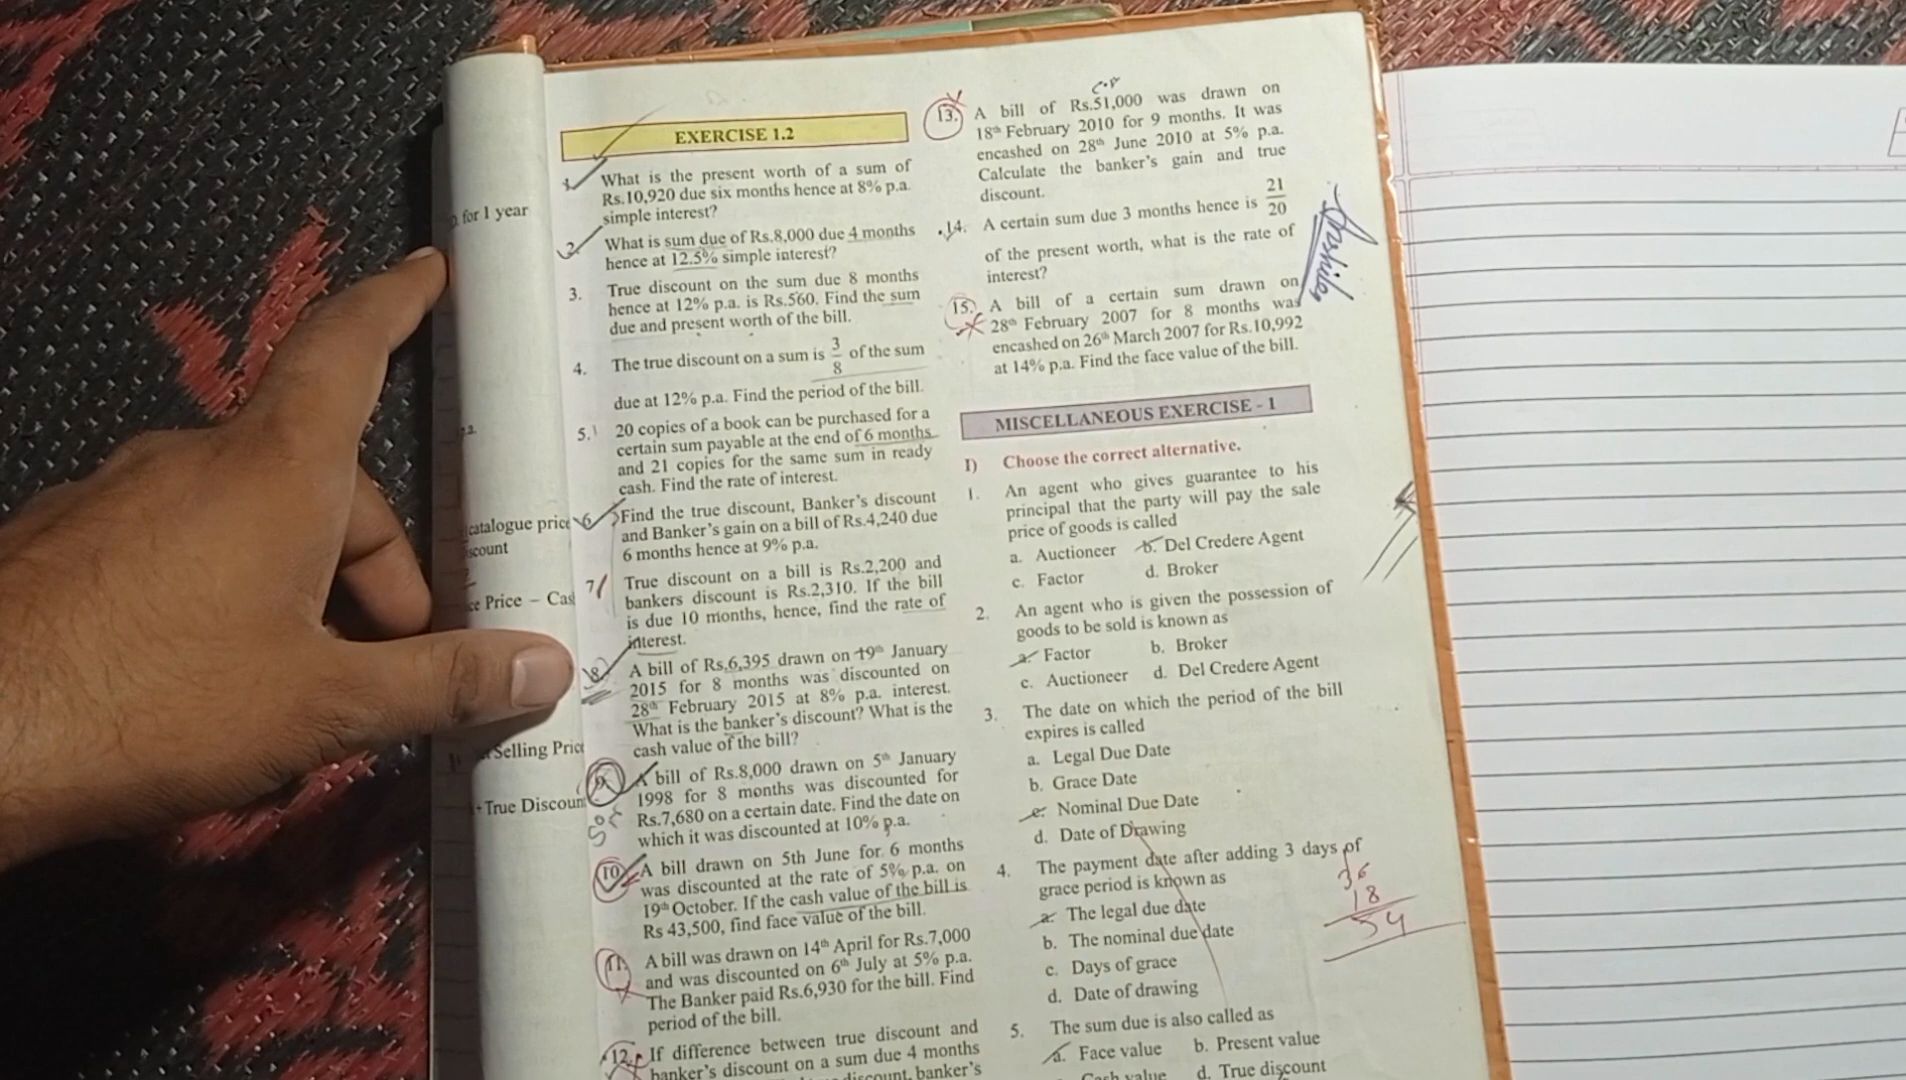 for 1 year
catalogue price
scount
ce Price – Cas
Selling Pric
+ True Discoun
EXERCISE 1.2
1. What is the present worth of a sum of
Rs.10,920 due six months hence at 8% p.a.
simple interest?
2. What is sum due of Rs.8,000 due 4 months
hence at 12.5% simple interest?
3. True discount on the sum due 8 months
hence at 12% p.a. is Rs.560. Find the sum
due and present worth of the bill.
4. The true discount on a sum is 3/8 of the sum
due at 12% p.a. Find the period of the bill.
5. 20 copies of a book can be purchased for a
certain sum payable at the end of 6 months
and 21 copies for the same sum in ready
cash. Find the rate of interest.
6. Find the true discount, Banker's discount
and Banker's gain on a bill of Rs.4,240 due
6 months hence at 9% p.a.
7. True discount on a bill is Rs.2,200 and
bankers discount is Rs.2,310. If the bill
is due 10 months, hence, find the rate of
interest.
8. A bill of Rs.6,395 drawn on 19th January
2015 for 8 months was discounted on
28th February 2015 at 8% p.a. interest.
What is the banker's discount? What is the
cash value of the bill?
9. A bill of Rs.8,000 drawn on 5th January
1998 for 8 months was discounted for
Rs.7,680 on a certain date. Find the date on
which it was discounted at 10% p.a.
10. A bill drawn on 5th June for 6 months
was discounted at the rate of 5% p.a. on
19th October. If the cash value of the bill is
Rs 43,500, find face value of the bill.
11. A bill was drawn on 14th April for Rs.7,000
and was discounted on 6th July at 5% p.a.
The Banker paid Rs.6,930 for the bill. Find
period of the bill.
12. If difference between true discount and
banker's discount on a sum due 4 months
discount, banker's
C.P
13. A bill of Rs.51,000 was drawn on
18th February 2010 for 9 months. It was
encashed on 28th June 2010 at 5% p.a.
Calculate the banker's gain and true
discount.
14. A certain sum due 3 months hence is 21/20
of the present worth, what is the rate of
interest?
15. A bill of a certain sum drawn on
28th February 2007 for 8 months was
encashed on 26th March 2007 for Rs.10,992
at 14% p.a. Find the face value of the bill.
MISCELLANEOUS EXERCISE - 1
I) Choose the correct alternative.
1. An agent who gives guarantee to his
principal that the party will pay the sale
price of goods is called
a. Auctioneer b. Del Credere Agent
c. Factor d. Broker
2. An agent who is given the possession of
goods to be sold is known as
a. Factor b. Broker
c. Auctioneer d. Del Credere Agent
3. The date on which the period of the bill
expires is called
a. Legal Due Date
b. Grace Date
c. Nominal Due Date
d. Date of Drawing
4. The payment date after adding 3 days of
grace period is known as
a. The legal due date
b. The nominal due date
c. Days of grace
d. Date of drawing
36
18
54
5. The sum due is also called as
a. Face value b. Present value
Cash value d. True discount